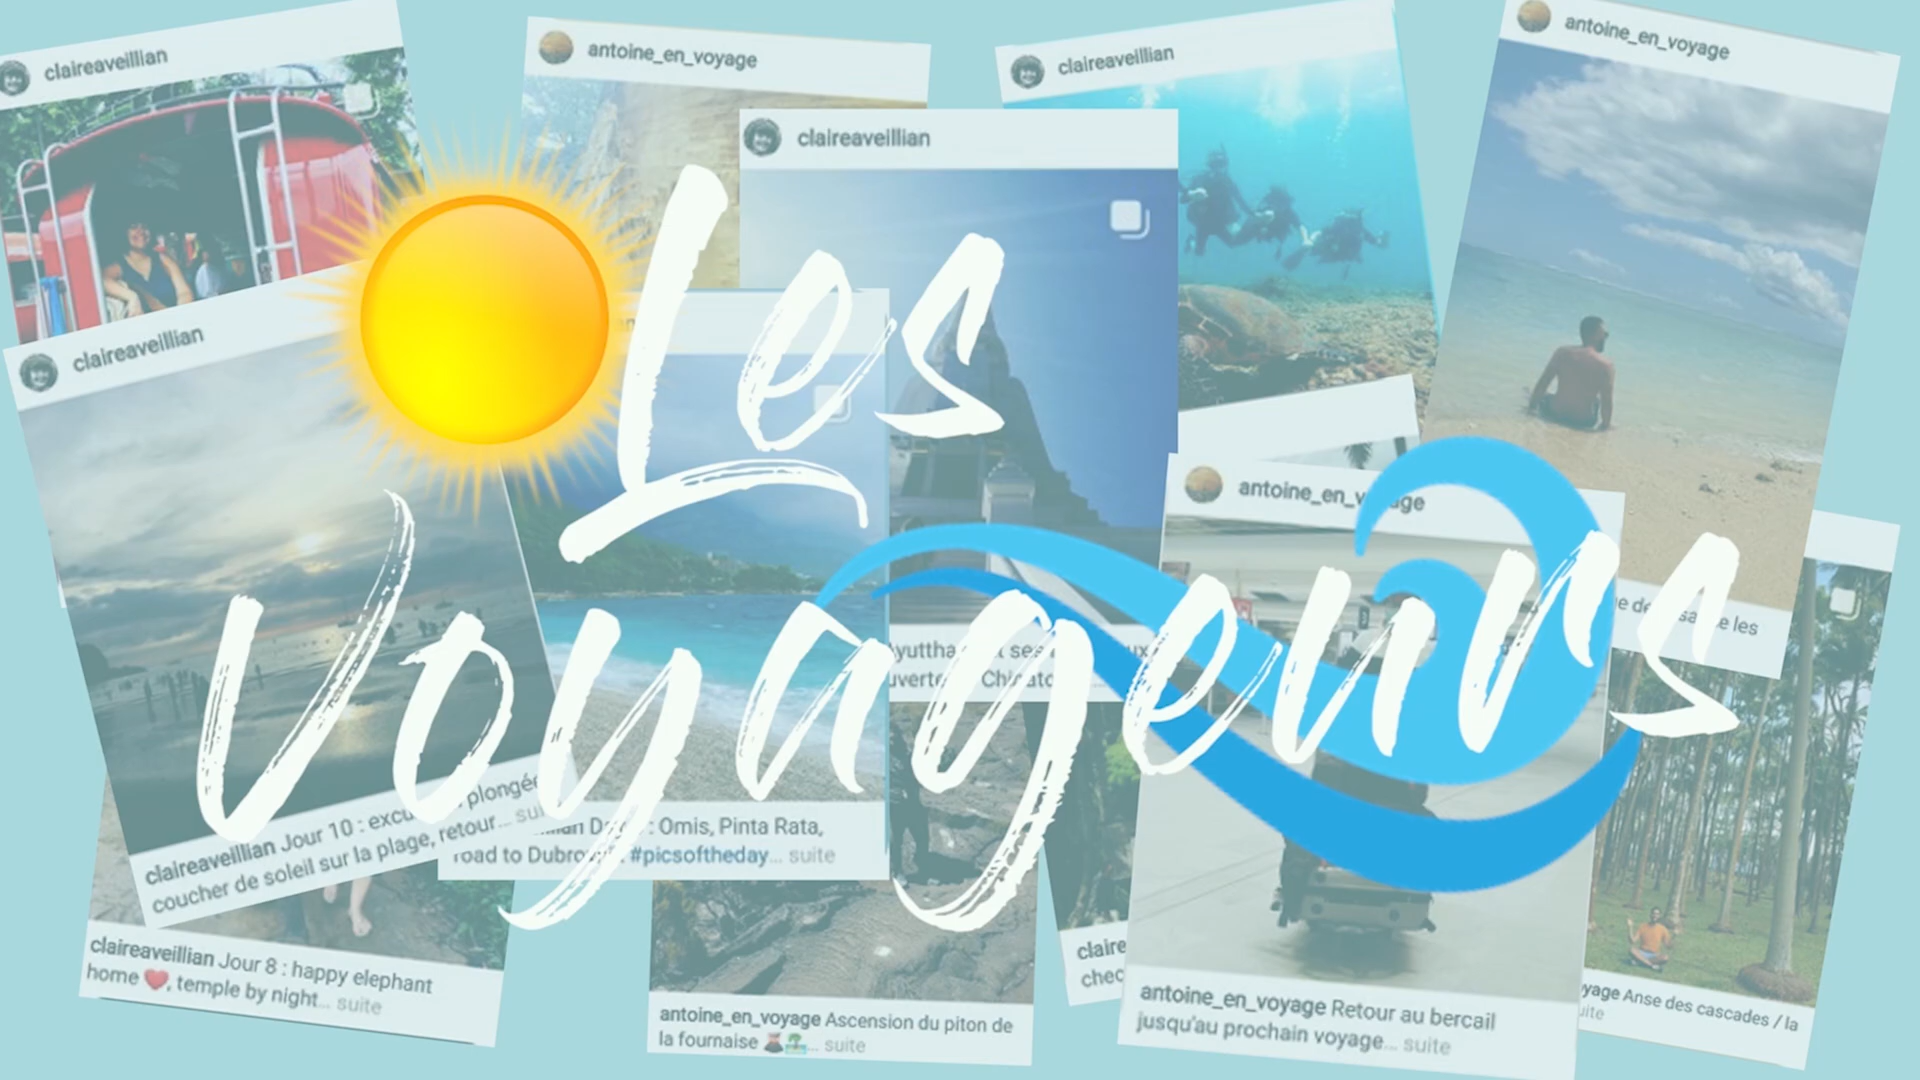 claireaveillian
antoine_en_voyage
claireaveillian
antoine_en_voyage
claireaveillian
Les
Voyageurs
claireaveillian
antoine_en_voyage
claireaveillian Jour 10 : plongée
coucher de soleil sur la plage, retour... suite
: Omis, Pinta Rata,
road to #picsoftheday... suite
claireaveillian Jour 8 : happy elephant
home ❤️, temple by night... suite
antoine_en_voyage Ascension du piton de
la fournaise 🌋🏝️... suite
antoine_en_voyage Retour au bercail
jusqu'au prochain voyage... suite
Anse des cascades / la
les